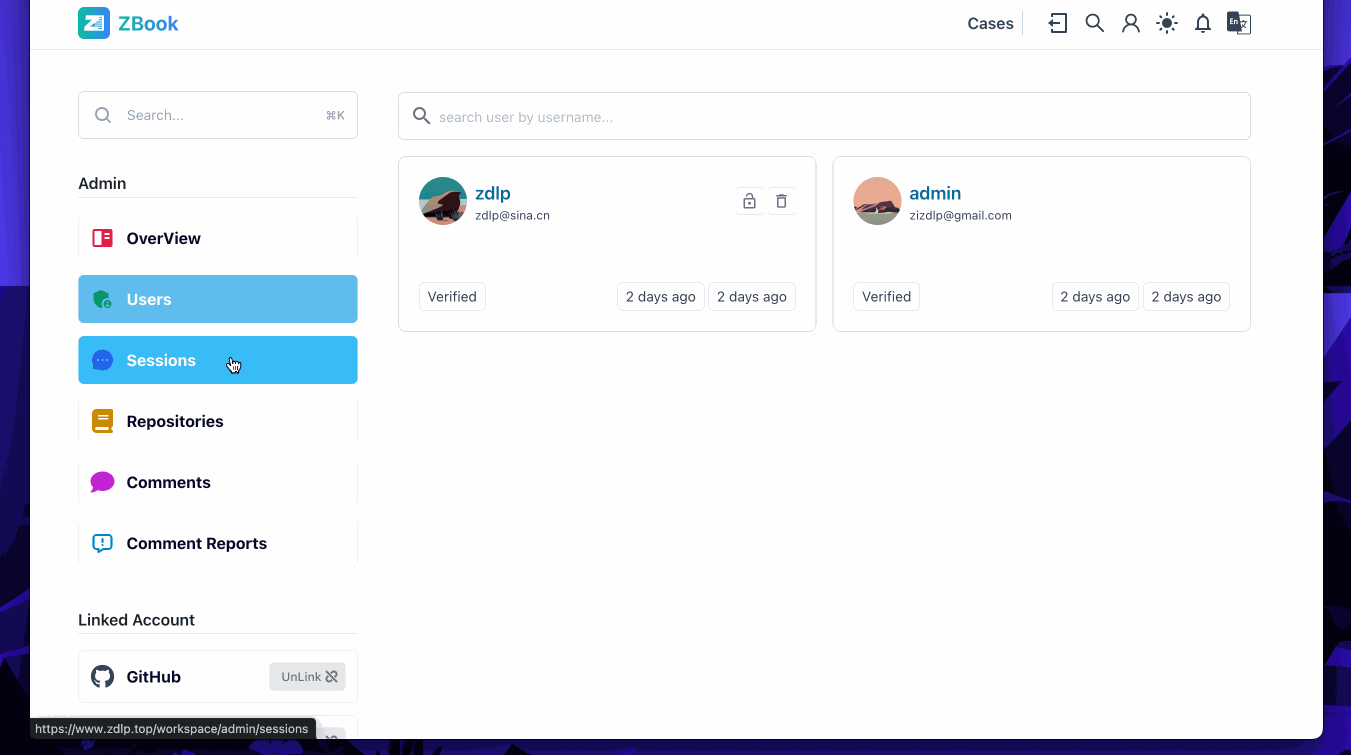 ZBook
Cases
En
Search...
⌘K
search user by username...
Admin
OverView
Users
Sessions
Repositories
Comments
Comment Reports
Linked Account
GitHub
UnLink
zdlp
zdlp@sina.cn
Verified
2 days ago
2 days ago
admin
zizdlp@gmail.com
Verified
2 days ago
2 days ago
https://www.zdlp.top/workspace/admin/sessions